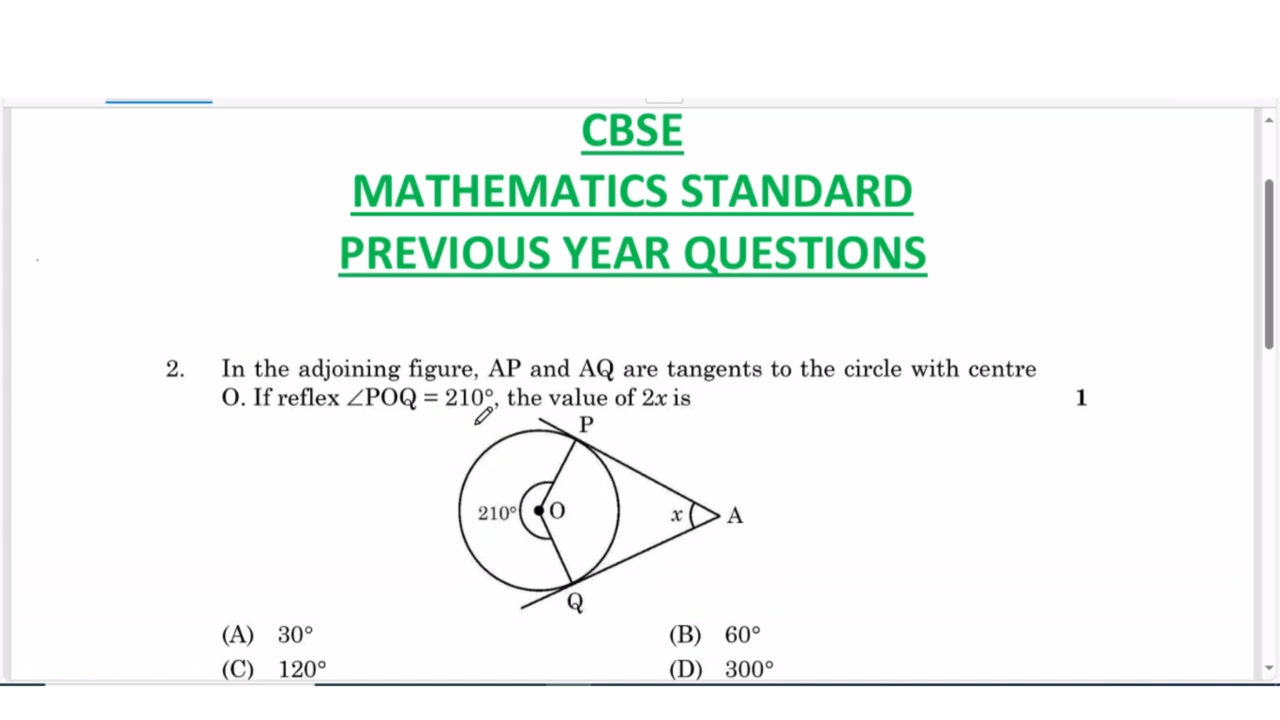 CBSE
MATHEMATICS STANDARD
PREVIOUS YEAR QUESTIONS
2. In the adjoining figure, AP and AQ are tangents to the circle with centre
O. If reflex ∠POQ = 210°, the value of 2x is 1
P
210° O x A
Q
(A) 30° (B) 60°
(C) 120° (D) 300°